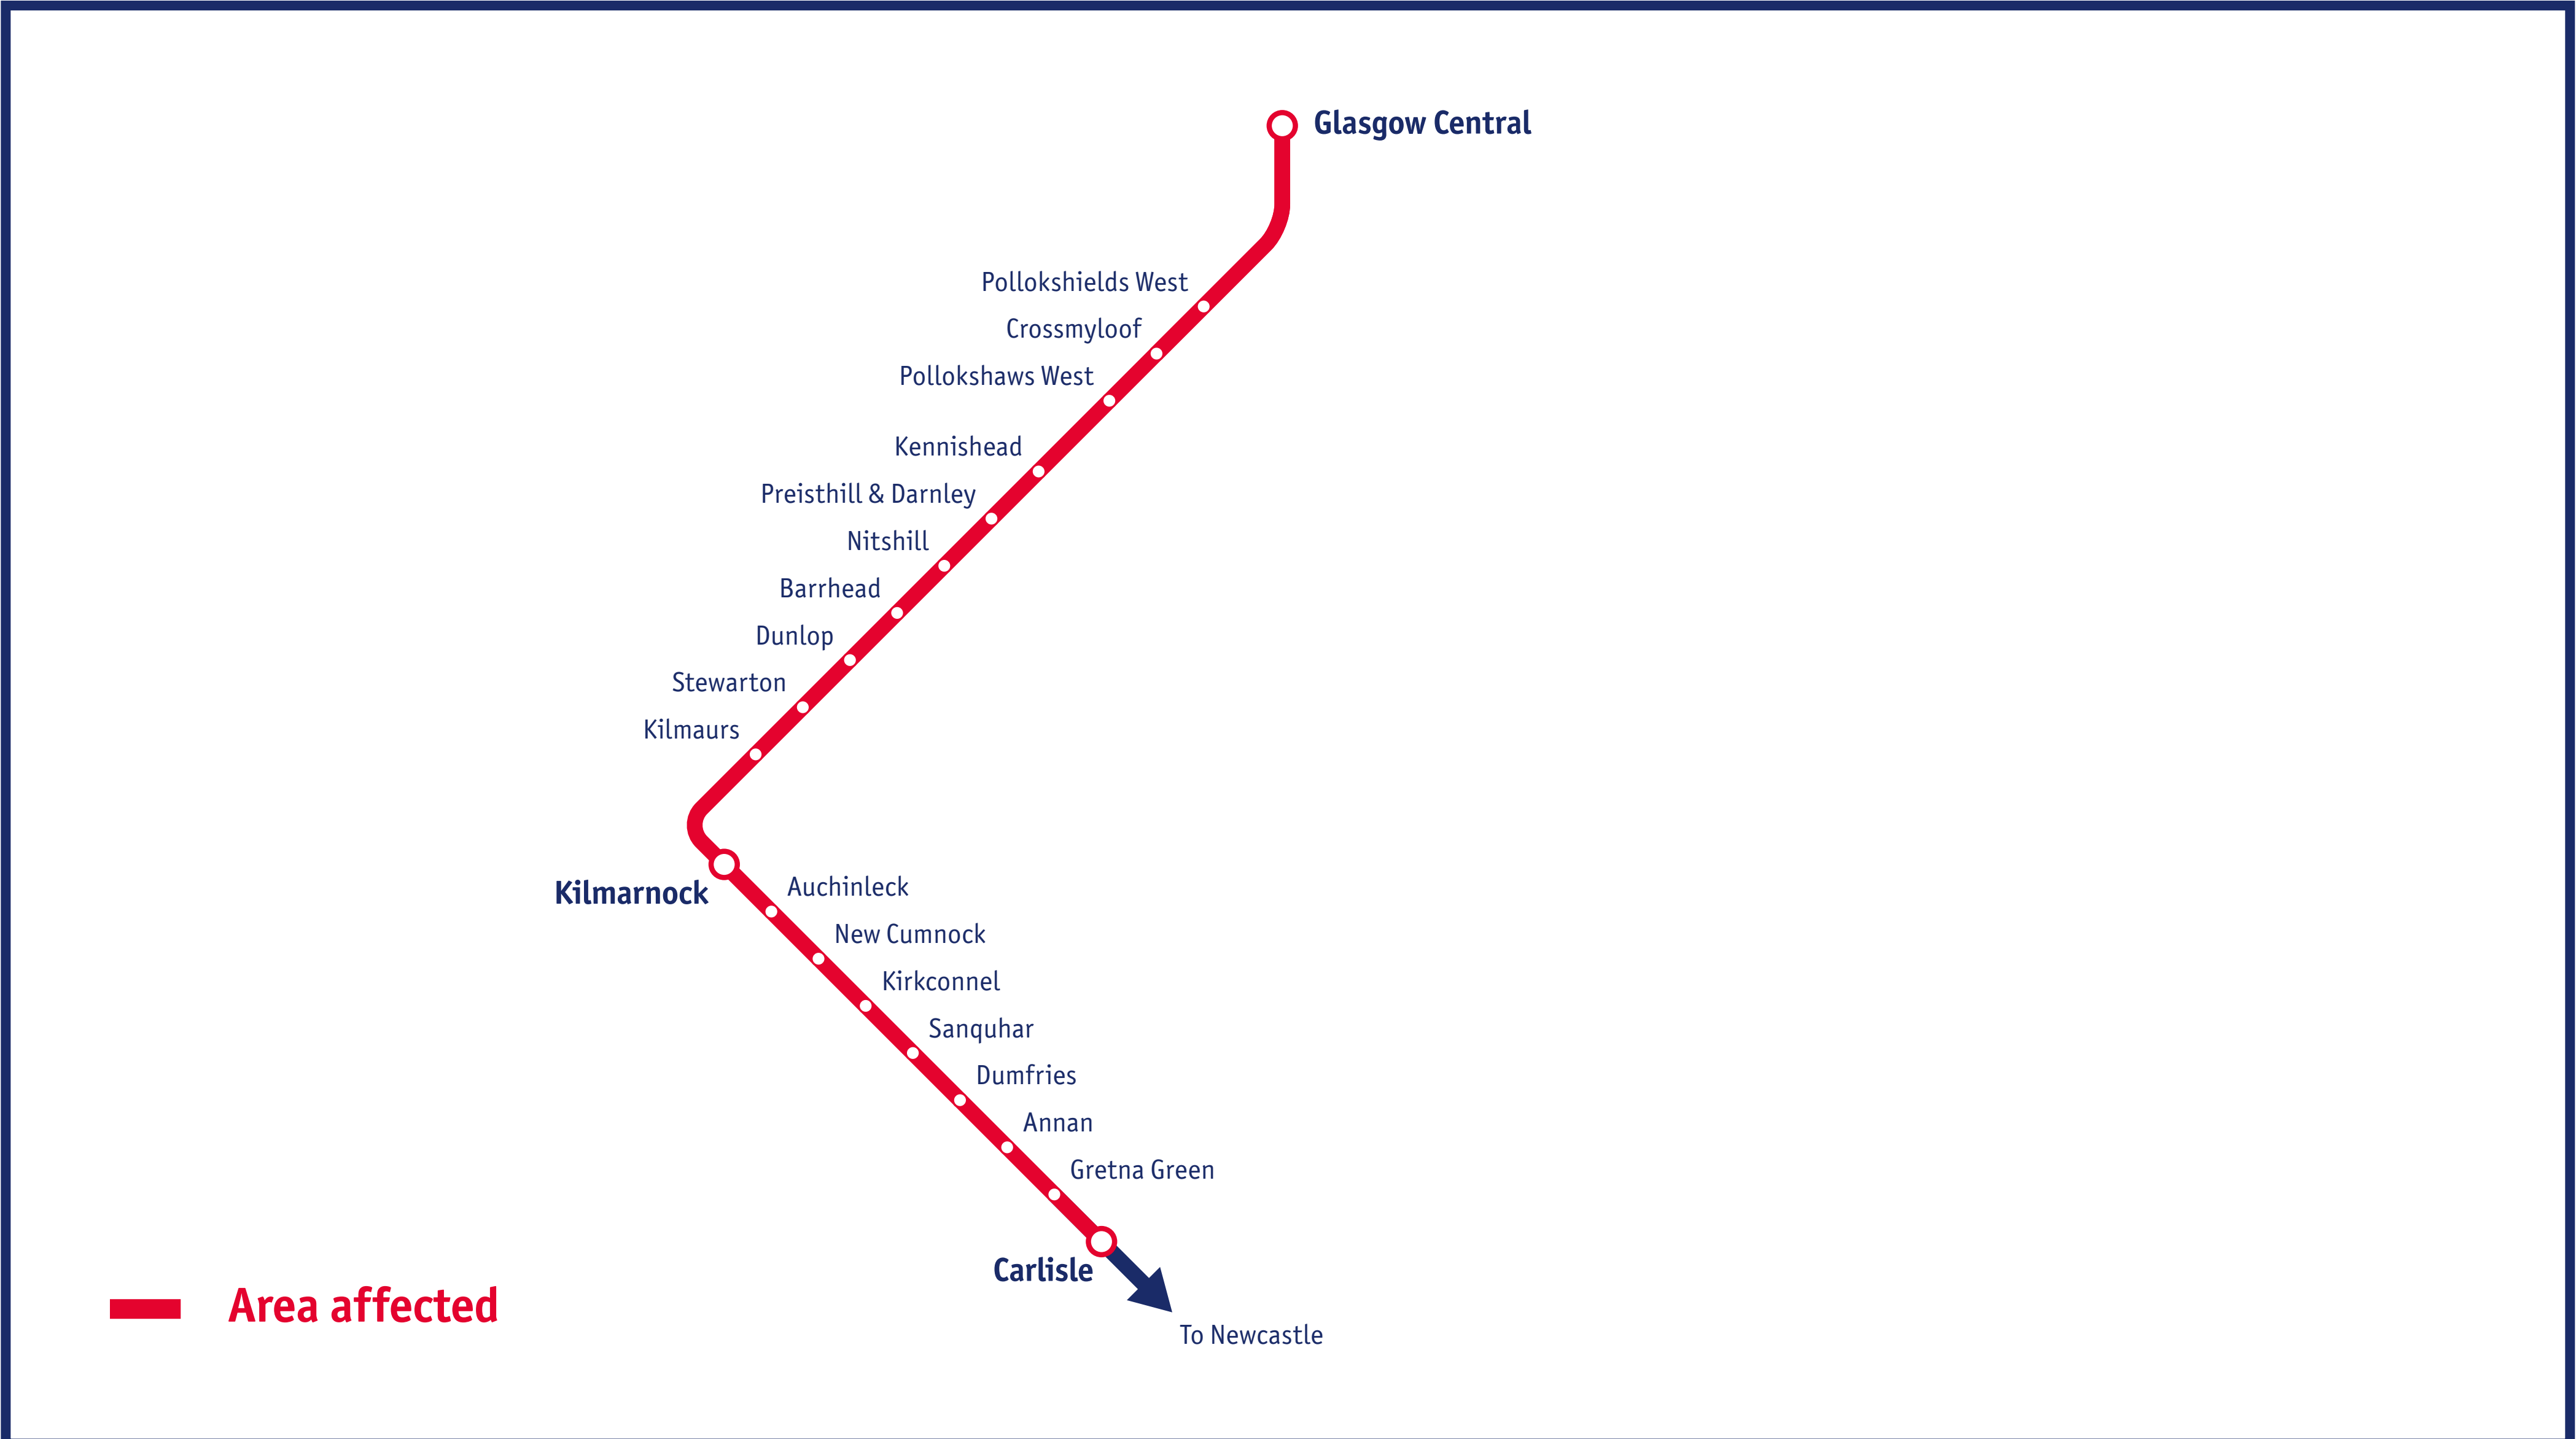 Glasgow Central
Pollokshields West
Crossmyloof
Pollokshaws West
Kennishead
Preisthill & Darnley
Nitshill
Barrhead
Dunlop
Stewarton
Kilmaurs
Kilmarnock
Auchinleck
New Cumnock
Kirkconnel
Sanquhar
Dumfries
Annan
Gretna Green
Carlisle
To Newcastle
Area affected